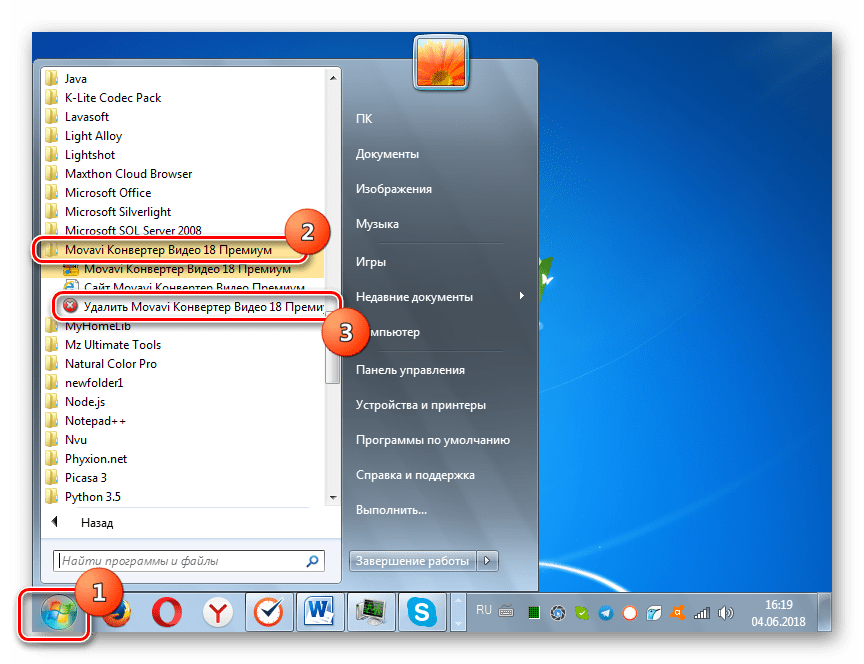 Java
K-Lite Codec Pack
Lavasoft
Light Alloy
Lightshot
Maxthon Cloud Browser
Microsoft Office
Microsoft Silverlight
Microsoft SQL Server 2008
Movavi Конвертер Видео 18 Премиум
Movavi Конвертер Видео 18 Премиум
Сайт Movavi Конвертер Видео Премиум
Удалить Movavi Конвертер Видео 18 Преми
MyHomeLib
Mz Ultimate Tools
Natural Color Pro
newfolder1
Node.js
Notepad++
Nvu
Phyxion.net
Picasa 3
Python 3.5
Назад
Найти программы и файлы
ПК
Документы
Изображения
Музыка
Игры
Недавние документы
мпьютер
Панель управления
Устройства и принтеры
Программы по умолчанию
Справка и поддержка
Выполнить...
Завершение работы
2
3
1
W
S
RU
16:19
04.06.2018